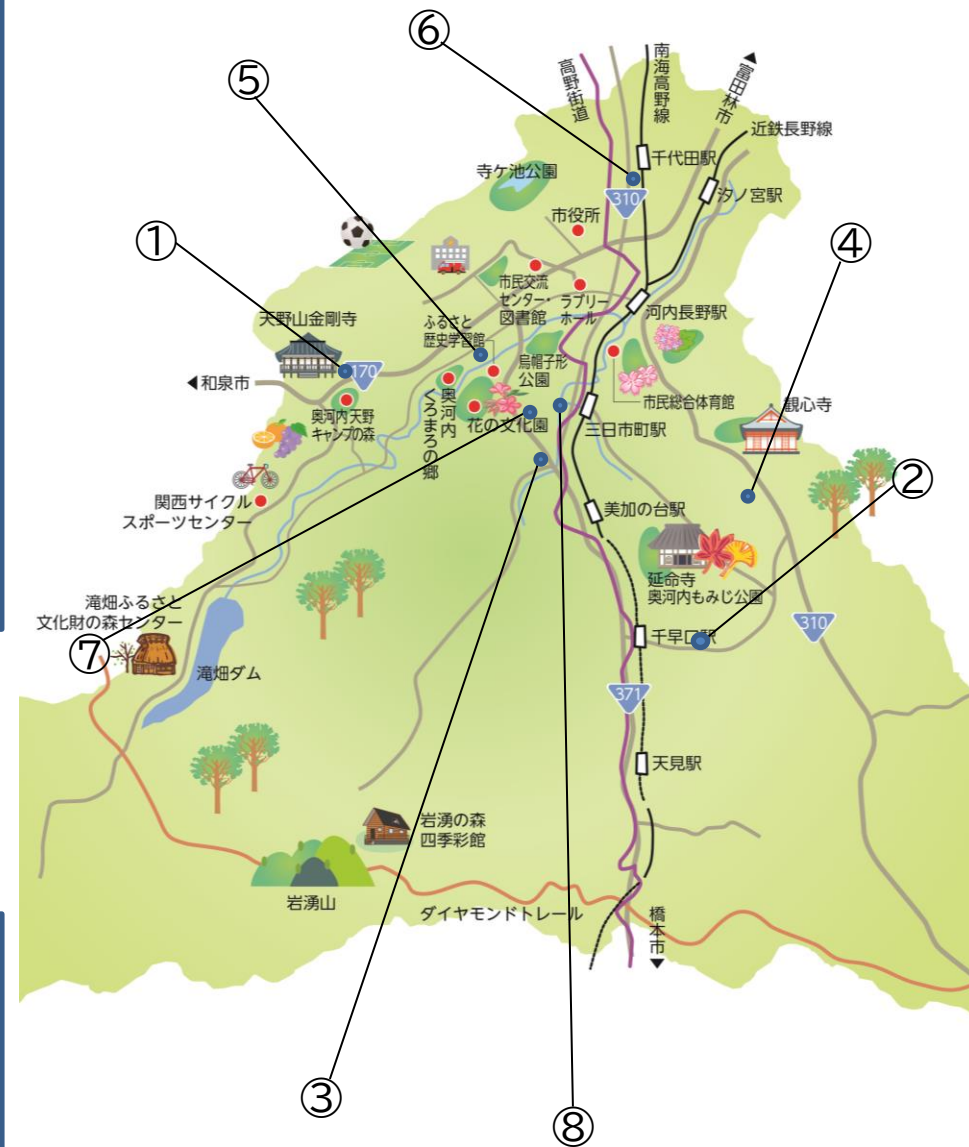 ⑥
⑤
南海高野線
高野街道
▲富田林市
近鉄長野線
千代田駅
寺ケ池公園
汐ノ宮駅
310
市役所
①
④
市民交流
センター・
図書館
ラブリー
ホール
河内長野駅
天野山金剛寺
ふるさと
歴史学習館
烏帽子形
公園
170
◀和泉市
奥河内
くろまろの郷
市民総合体育館
観心寺
奥河内天野
キャンプの森
花の文化園
三日市町駅
②
関西サイクル
スポーツセンター
美加の台駅
延命寺
奥河内もみじ公園
滝畑ふるさと
文化財の森センター
310
千早口駅
⑦
滝畑ダム
371
天見駅
岩湧の森
四季彩館
岩湧山
ダイヤモンドトレール
橋本市▼
③
⑧